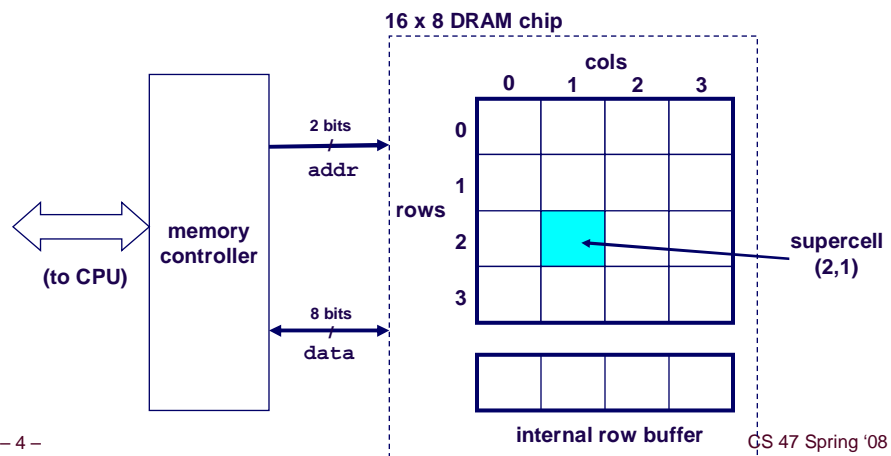 16 x 8 DRAM chip
cols
0 1 2 3
0
1
2
3
rows
2 bits
addr
memory
controller
(to CPU)
8 bits
data
supercell
(2,1)
internal row buffer
– 4 –
CS 47 Spring ‘08